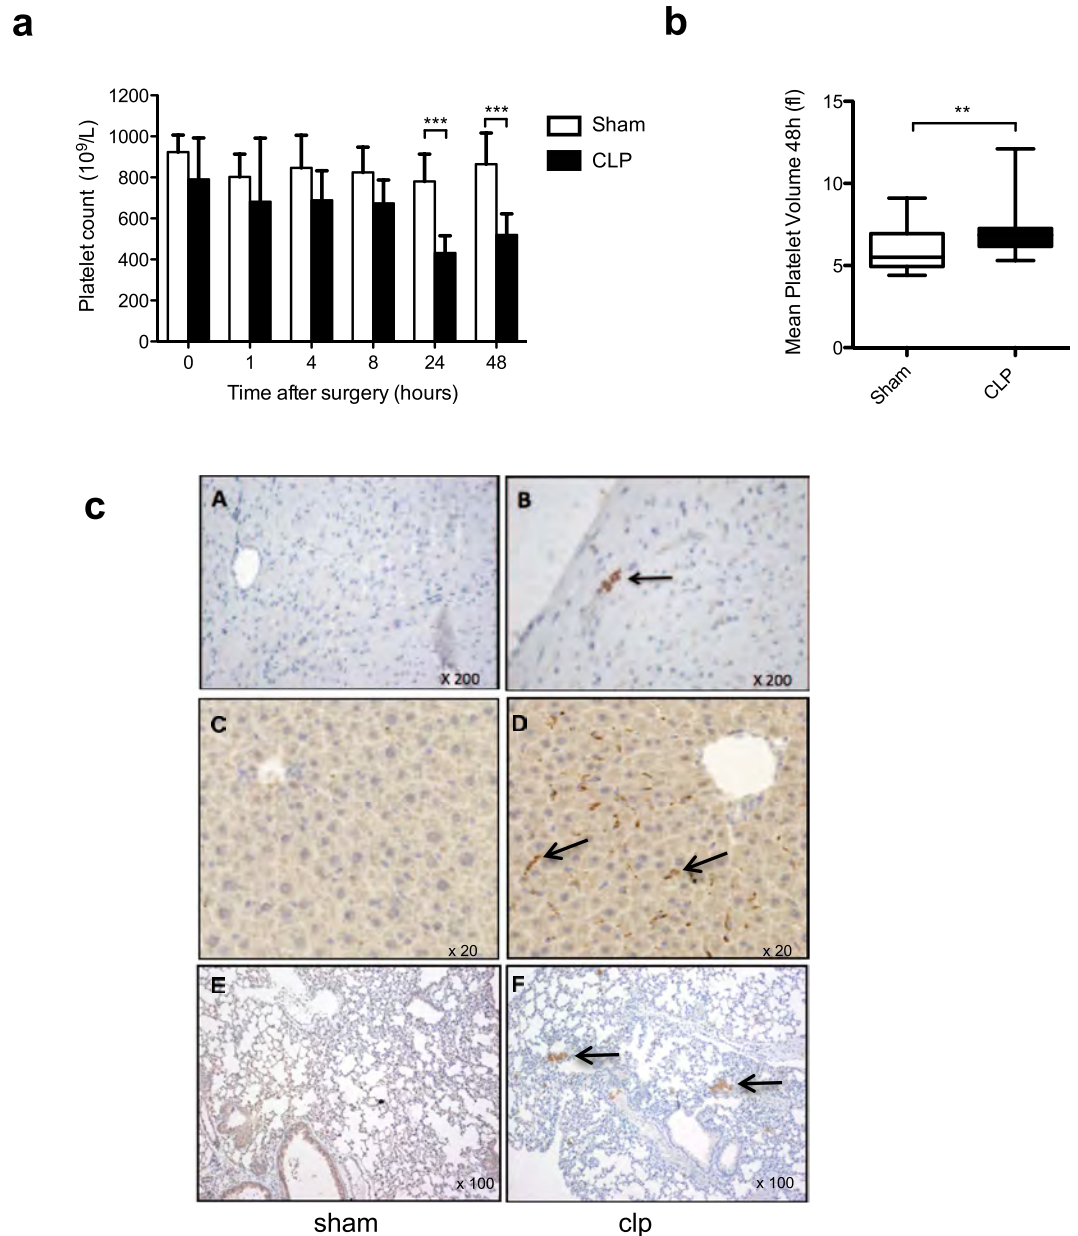 a
b
1200
1000
800
600
400
200
0
Platelet count (10⁹/L)
***
***
Sham
CLP
0 1 4 8 24 48
Time after surgery (hours)
15
10
5
0
Mean Platelet Volume 48h (fl)
**
Sham
CLP
c
A
X 200
B
X 200
C
x 20
D
x 20
E
x 100
F
x 100
sham
clp